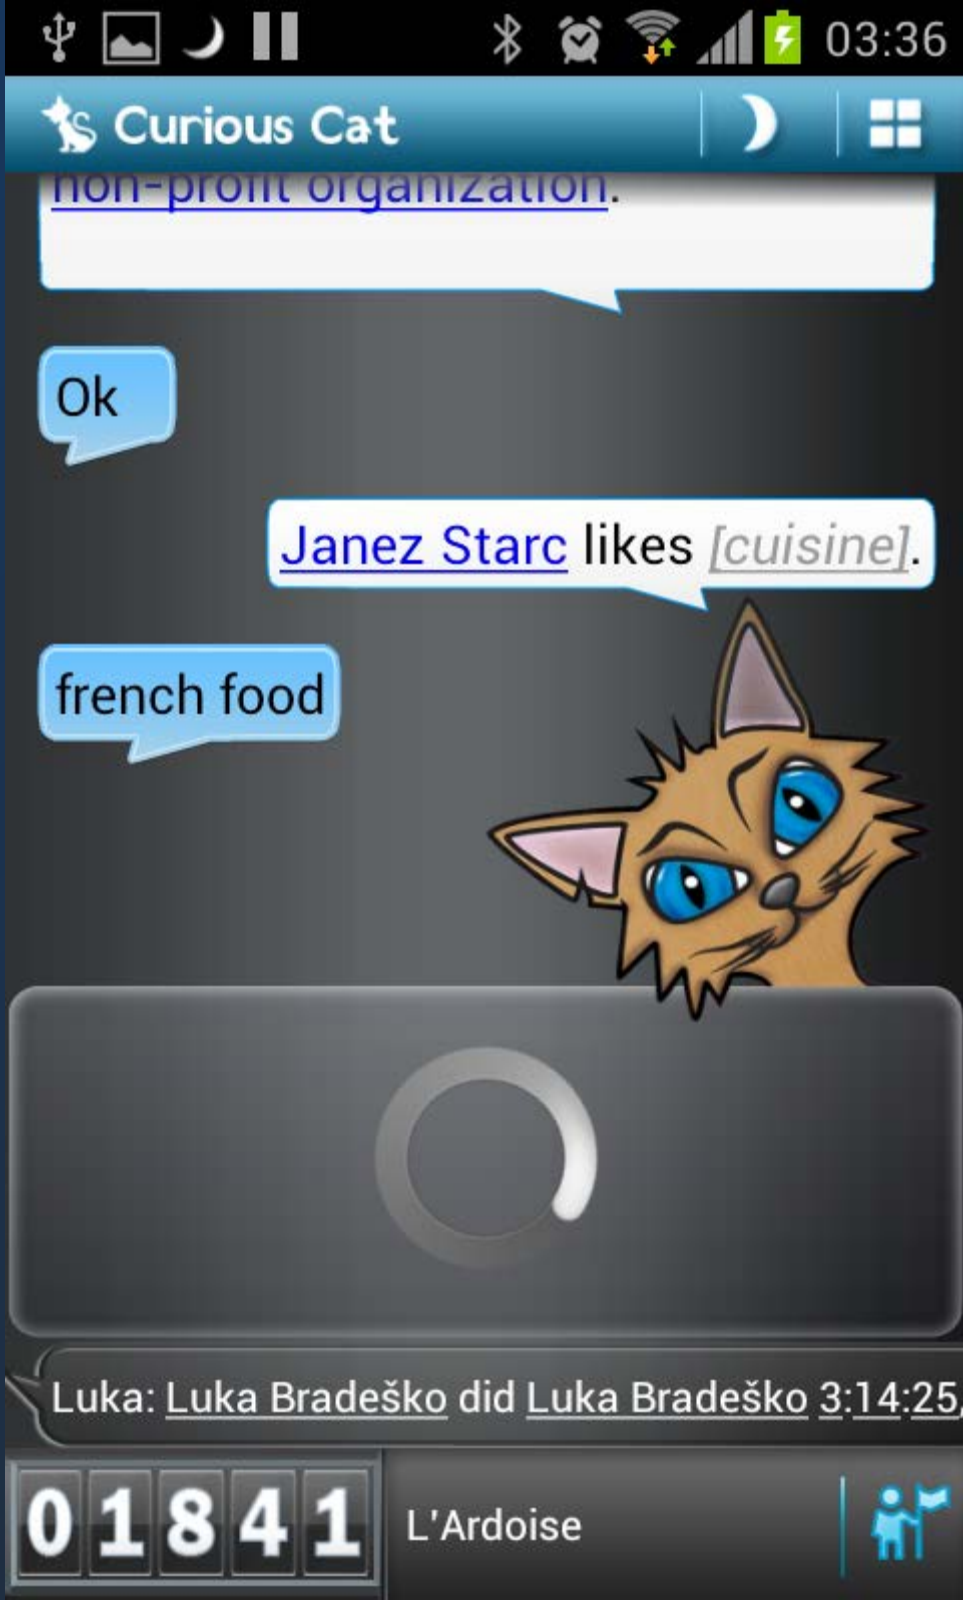 03:36
Curious Cat
non-profit organization.
Ok
Janez Starc likes [cuisine].
french food
Luka: Luka Bradeško did Luka Bradeško 3:14:25,
01841
L'Ardoise